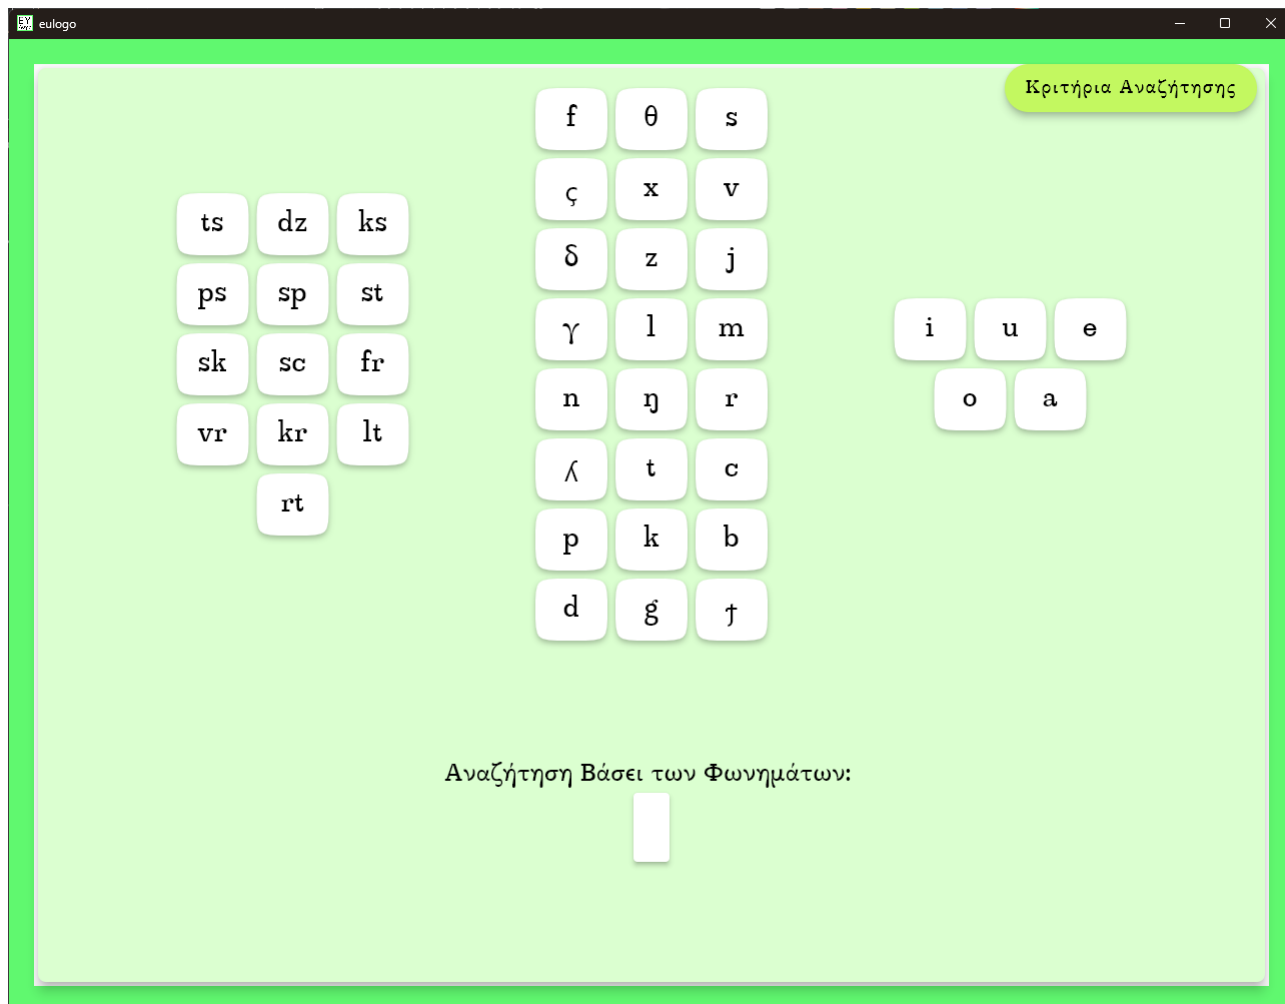 eulogo
Κριτήρια Αναζήτησης
ts dz ks
ps sp st
sk sc fr
vr kr lt
rt
f θ s
ç x v
δ z j
γ l m
n ŋ r
ʎ t c
p k b
d g ɟ
i u e
o a
Αναζήτηση Βάσει των Φωνημάτων: